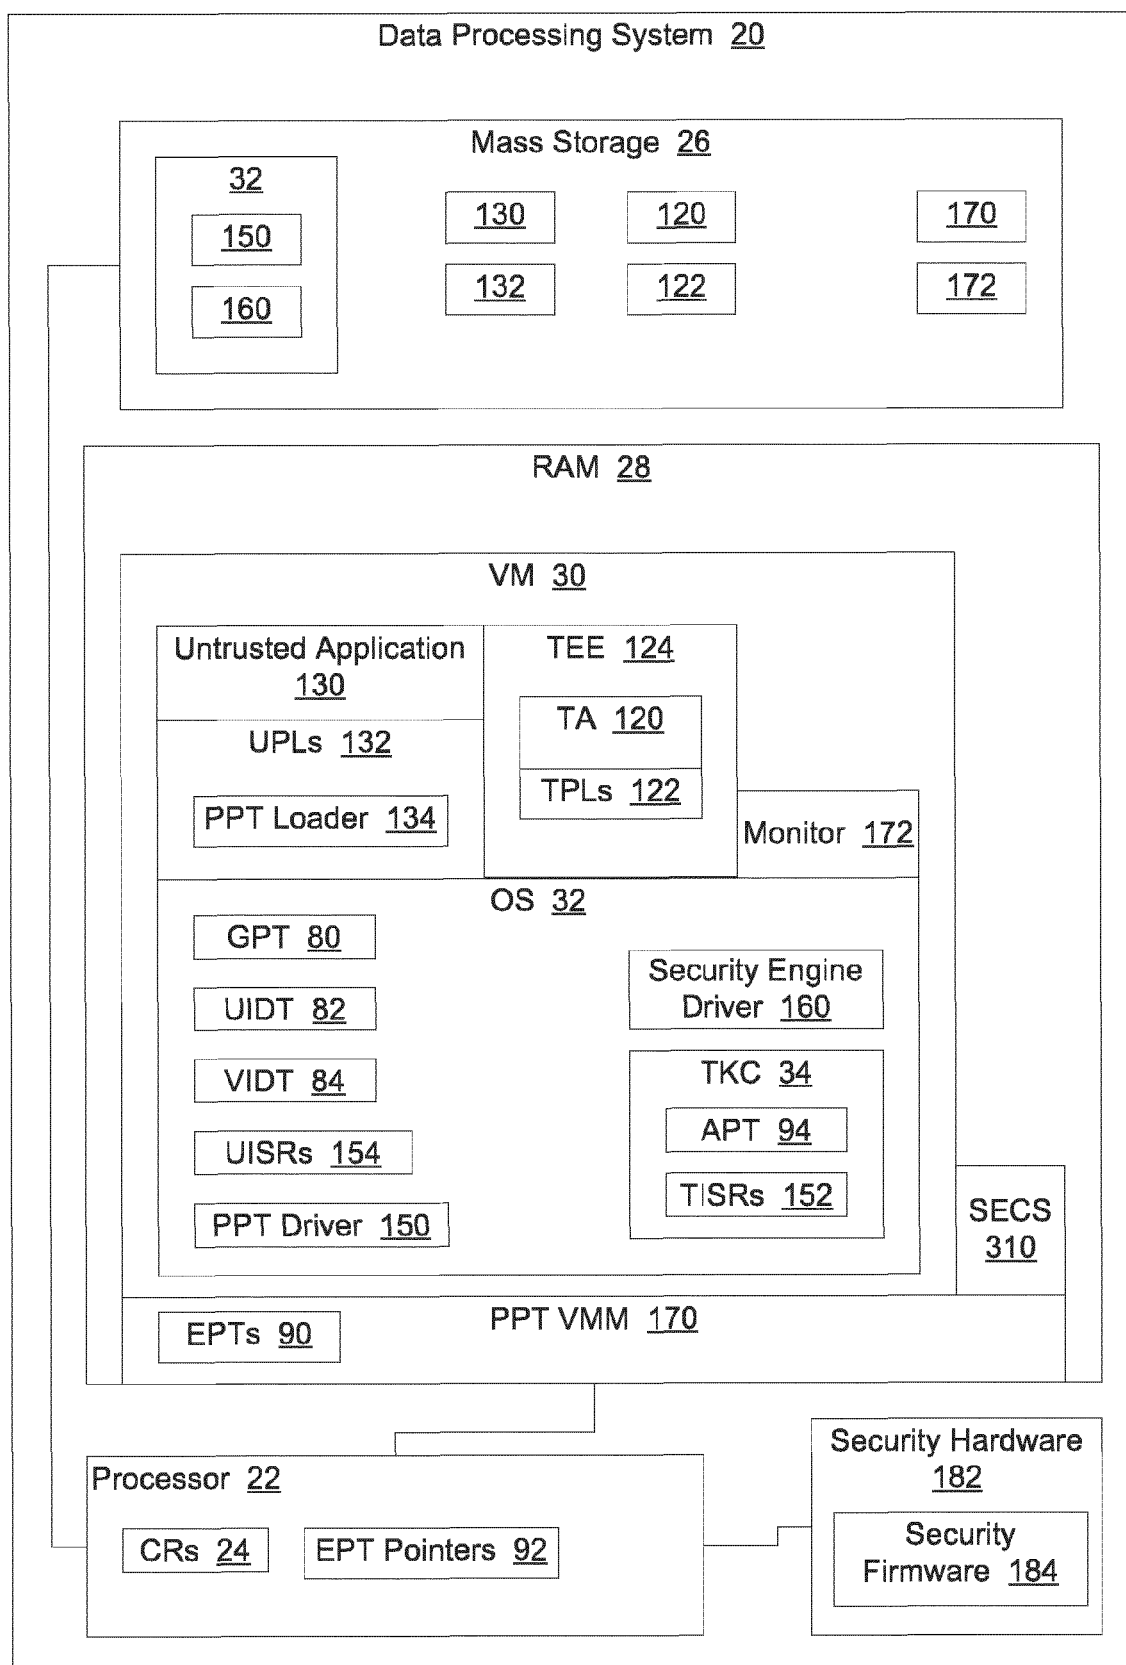 Data Processing System 20
Mass Storage 26
32
150
160
130
120
170
132
122
172
RAM 28
VM 30
Untrusted Application
130
TEE 124
TA 120
TPLs 122
UPLs 132
PPT Loader 134
Monitor 172
OS 32
GPT 80
UIDT 82
VIDT 84
UISRs 154
PPT Driver 150
Security Engine
Driver 160
TKC 34
APT 94
TISRs 152
SECS
310
PPT VMM 170
EPTs 90
Processor 22
CRs 24
EPT Pointers 92
Security Hardware
182
Security
Firmware 184